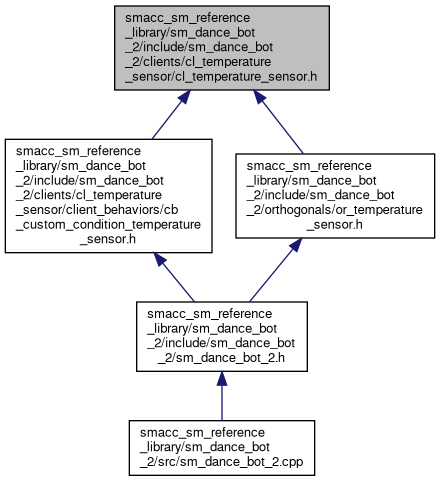 smacc_sm_reference
_library/sm_dance_bot
_2/include/sm_dance_bot
_2/clients/cl_temperature
_sensor/cl_temperature_sensor.h
smacc_sm_reference
_library/sm_dance_bot
_2/include/sm_dance_bot
_2/clients/cl_temperature
_sensor/client_behaviors/cb
_custom_condition_temperature
_sensor.h
smacc_sm_reference
_library/sm_dance_bot
_2/include/sm_dance_bot
_2/orthogonals/or_temperature
_sensor.h
smacc_sm_reference
_library/sm_dance_bot
_2/include/sm_dance_bot
_2/sm_dance_bot_2.h
smacc_sm_reference
_library/sm_dance_bot
_2/src/sm_dance_bot_2.cpp